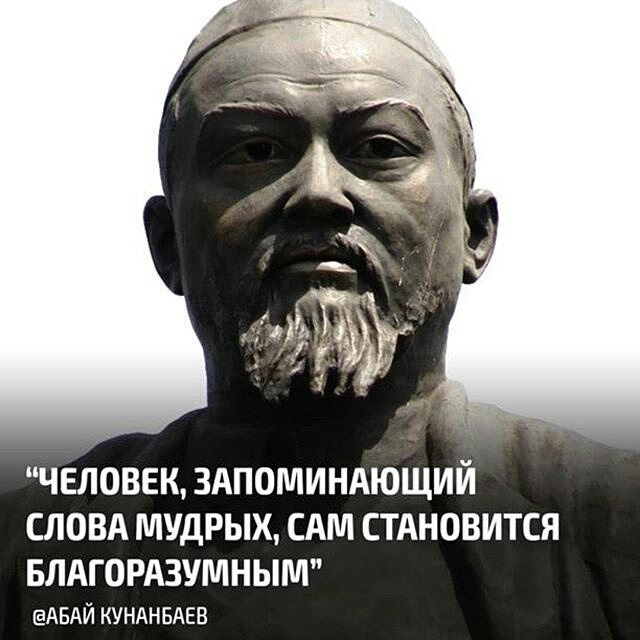 “ЧЕЛОВЕК, ЗАПОМИНАЮЩИЙ
СЛОВА МУДРЫХ, САМ СТАНОВИТСЯ
БЛАГОРАЗУМНЫМ”
@АБАЙ КУНАНБАЕВ